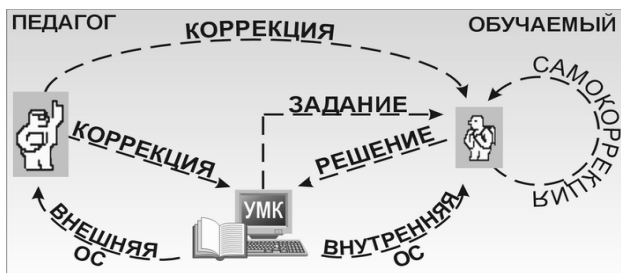 ПЕДАГОГ
КОРРЕКЦИЯ
ОБУЧАЕМЫЙ
САМОКОРРЕКЦИЯ
ЗАДАНИЕ
КОРРЕКЦИЯ
РЕШЕНИЕ
УМК
ВНЕШНЯЯ
ОС
ВНУТРЕННЯЯ
ОС